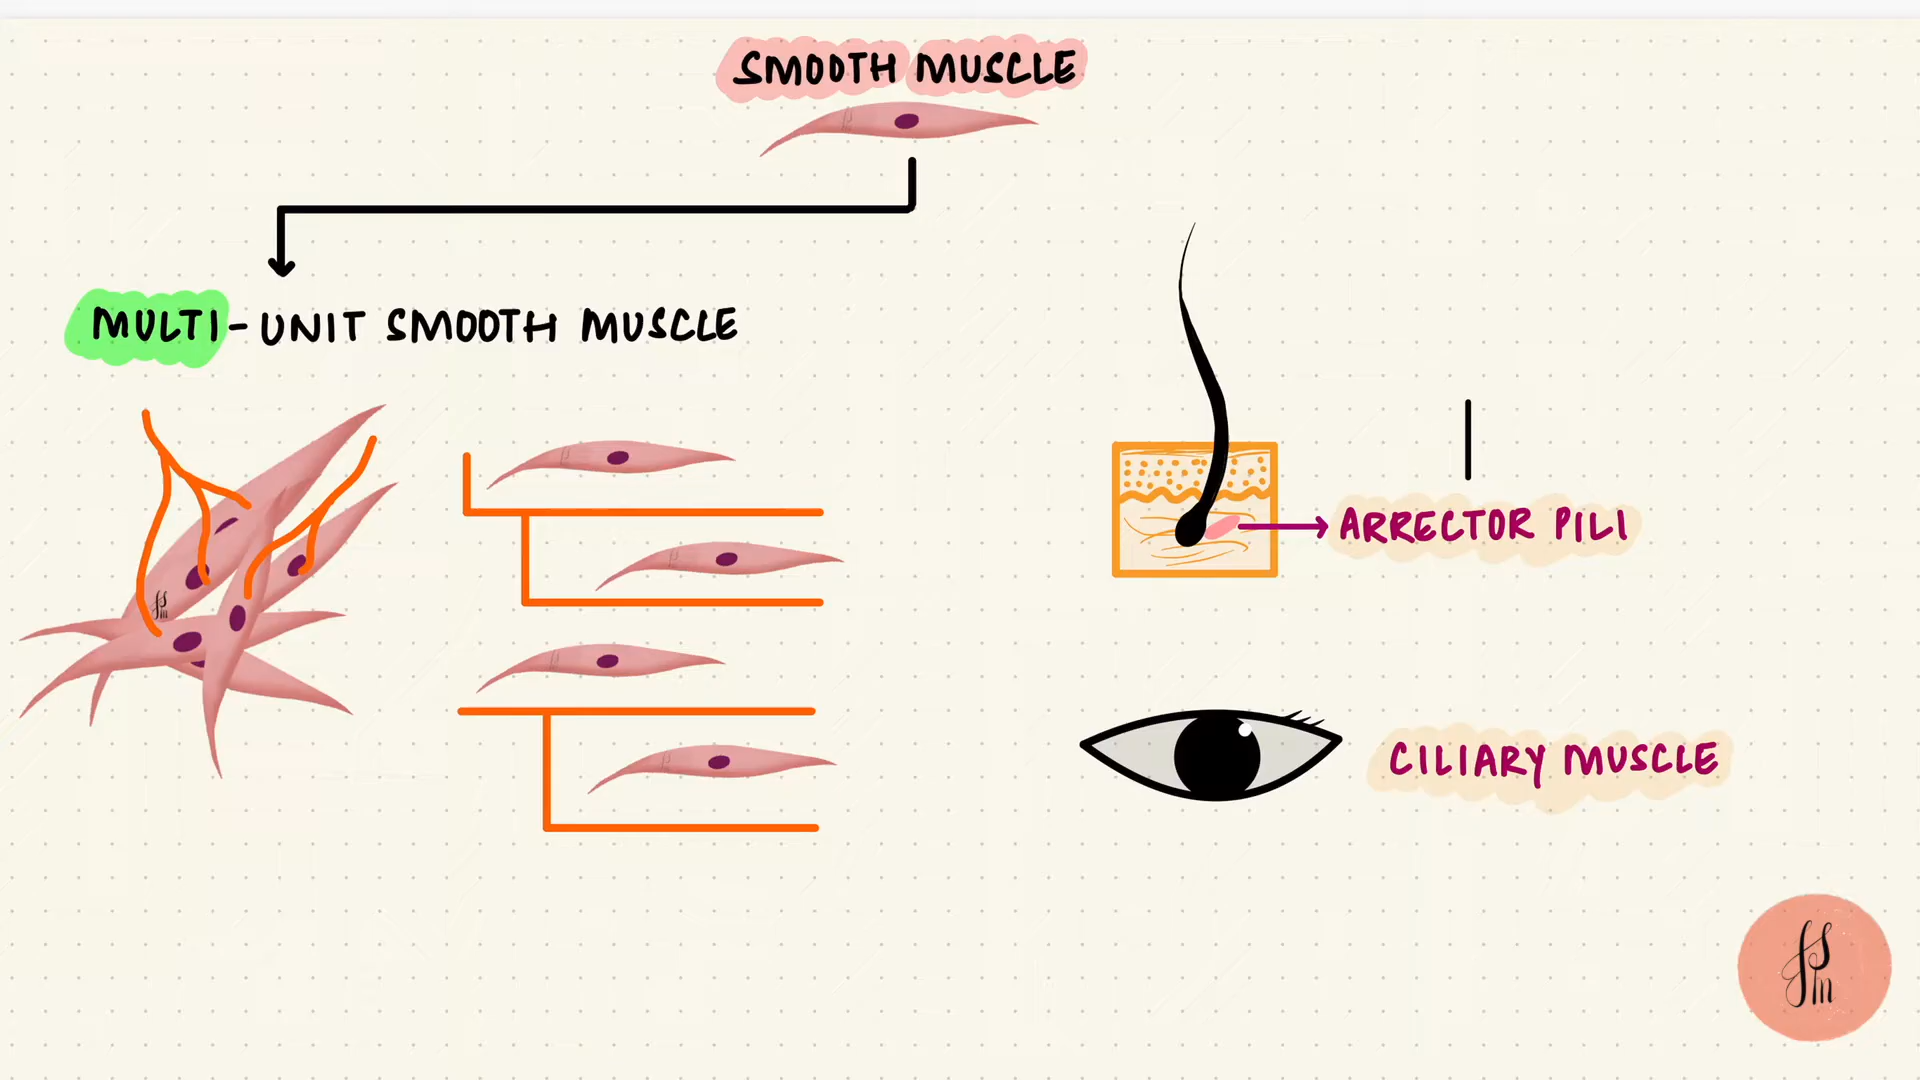 SMOOTH MUSCLE
MULTI-UNIT SMOOTH MUSCLE
ARRECTOR PILI
CILIARY MUSCLE